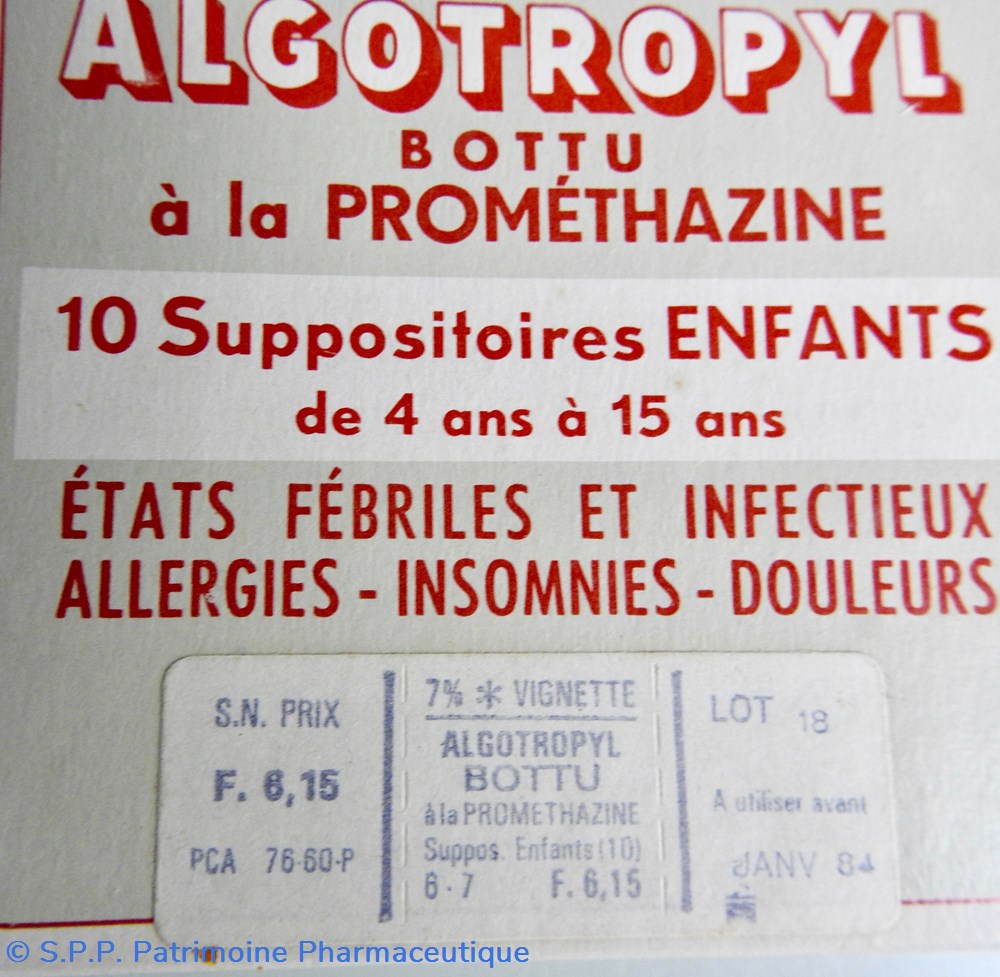 ALGOTROPYL
BOTTU
à la PROMÉTHAZINE
10 Suppositoires ENFANTS
de 4 ans à 15 ans
ÉTATS FÉBRILES ET INFECTIEUX
ALLERGIES - INSOMNIES - DOULEURS
S.N. PRIX
F. 6,15
PCA 76-60-P
7% * VIGNETTE
ALGOTROPYL
BOTTU
à la PROMETHAZINE
Suppos. Enfants (10)
6 - 7 F. 6,15
LOT 18
A utiliser avant
JANV 84
© S.P.P. Patrimoine Pharmaceutique